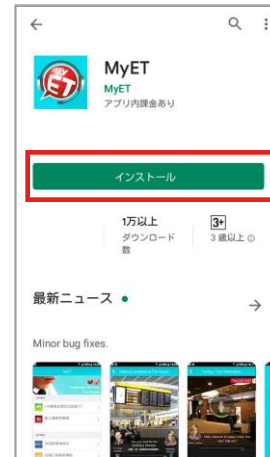 MyET
MyET
アプリ内課金あり
インストール
1万以上
ダウンロード
数
3+
3 歳以上
最新ニュース
Minor bug fixes.